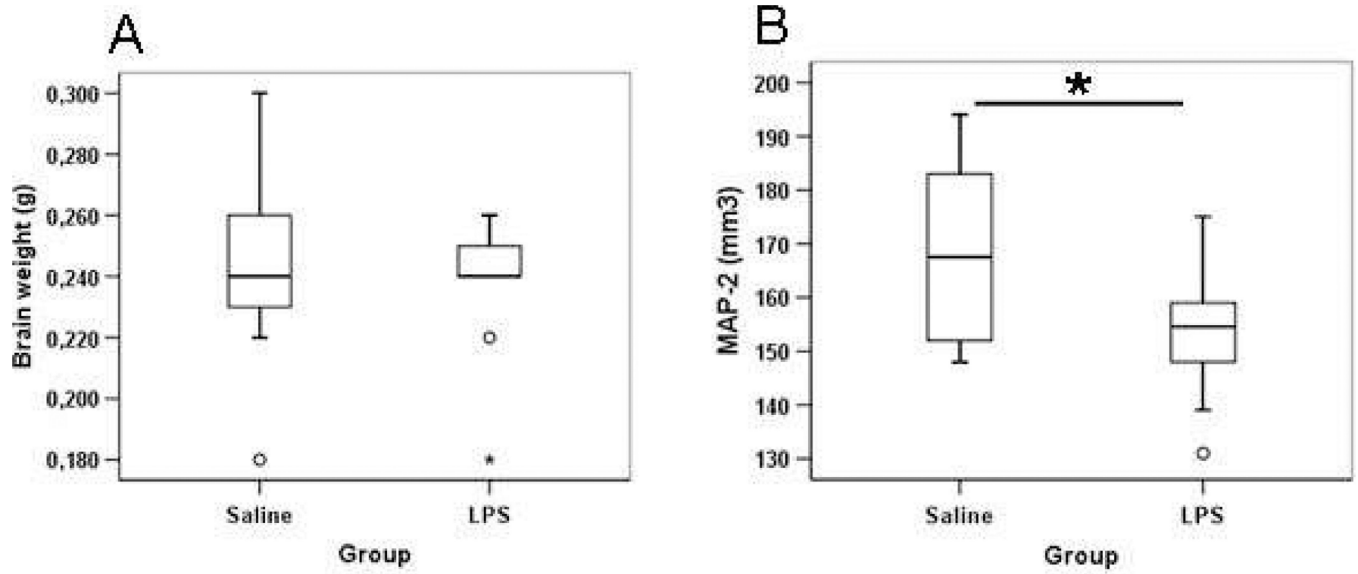 A
Brain weight (g)
0,300
0,280
0,260
0,240
0,220
0,200
0,180
*
Saline
LPS
Group
B
MAP-2 (mm3)
200
190
180
170
160
150
140
130
*
Saline
LPS
Group